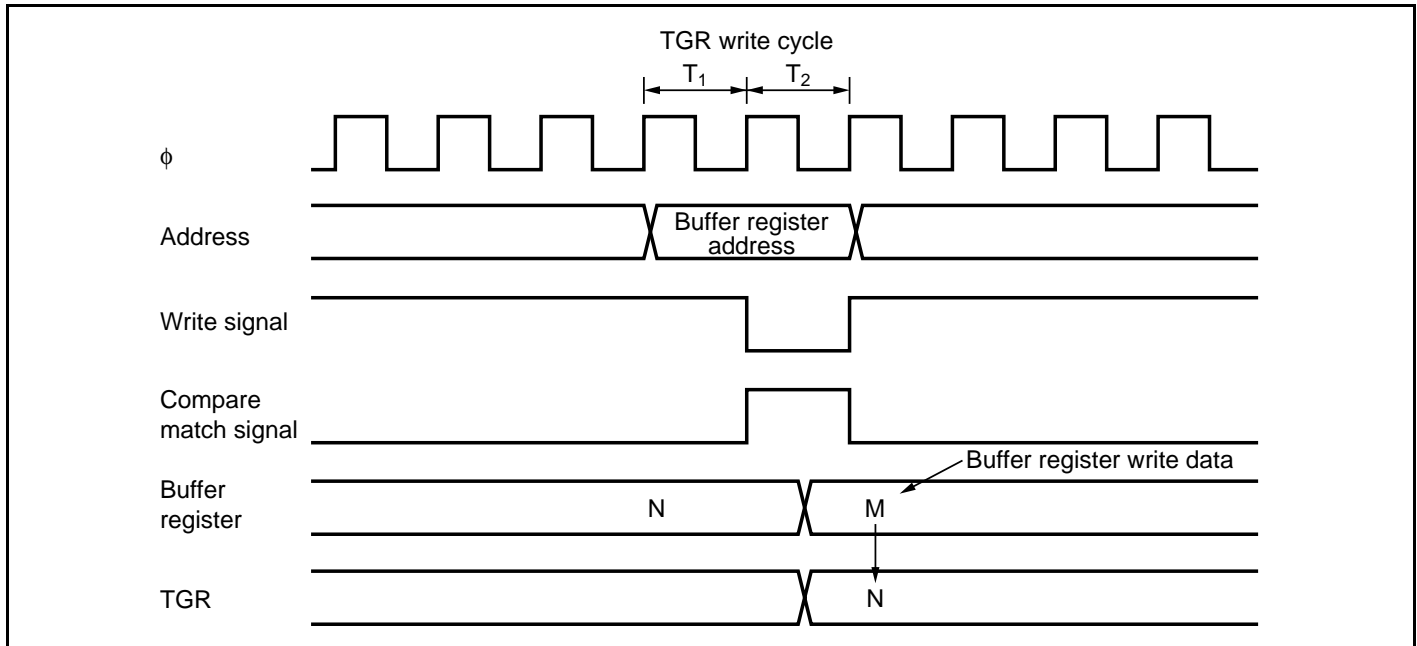 TGR write cycle
T1 T2
ϕ
Address
Buffer register
address
Write signal
Compare
match signal
Buffer register write data
Buffer
register
N M
TGR
N